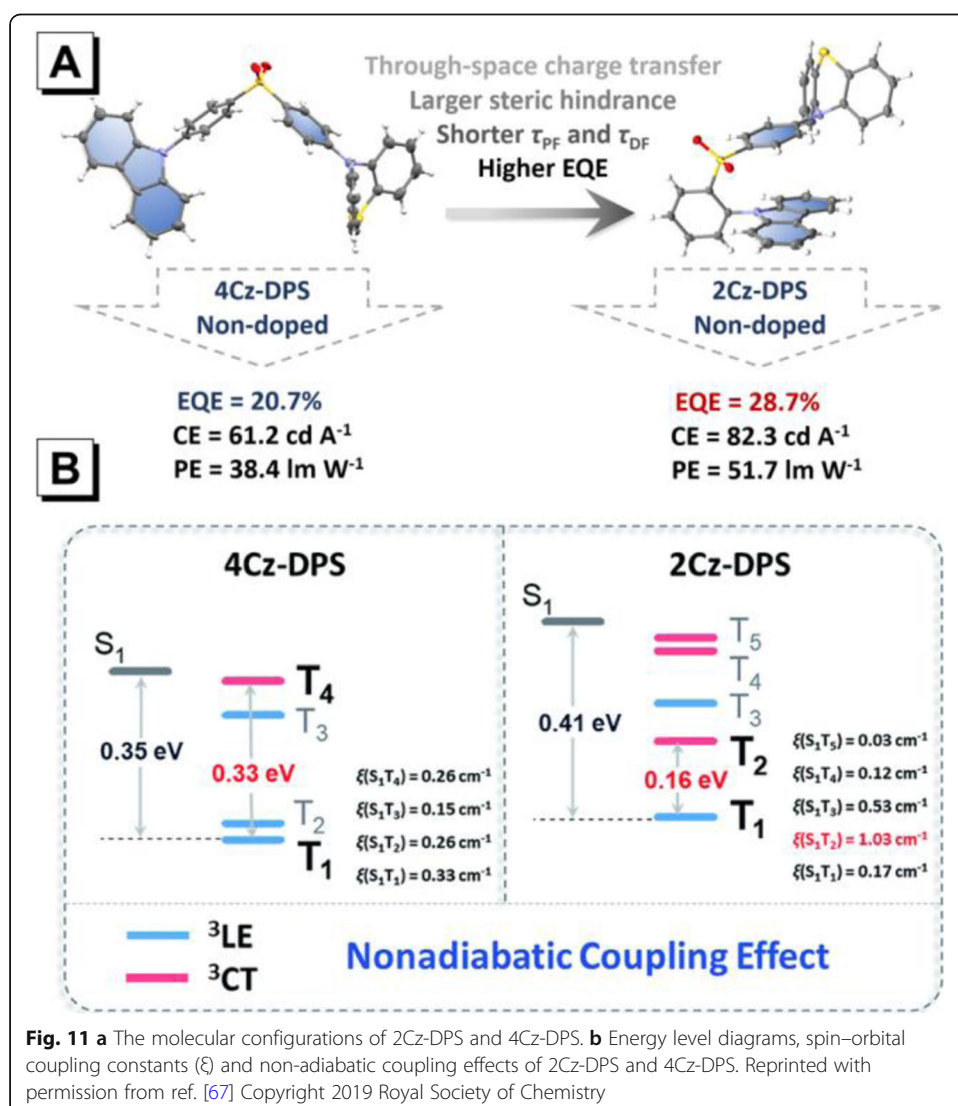 A
Through-space charge transfer
Larger steric hindrance
Shorter τPF and τDF
Higher EQE
4Cz-DPS
Non-doped
2Cz-DPS
Non-doped
EQE = 20.7%
CE = 61.2 cd A-1
PE = 38.4 lm W-1
EQE = 28.7%
CE = 82.3 cd A-1
PE = 51.7 lm W-1
B
4Cz-DPS
S1
T4
T3
0.35 eV
0.33 eV
T2
T1
ξ(S1T4) = 0.26 cm-1
ξ(S1T3) = 0.15 cm-1
ξ(S1T2) = 0.26 cm-1
ξ(S1T1) = 0.33 cm-1
2Cz-DPS
S1
T5
T4
T3
0.41 eV
T2
0.16 eV
T1
ξ(S1T5) = 0.03 cm-1
ξ(S1T4) = 0.12 cm-1
ξ(S1T3) = 0.53 cm-1
ξ(S1T2) = 1.03 cm-1
ξ(S1T1) = 0.17 cm-1
3LE
3CT
Nonadiabatic Coupling Effect
Fig. 11 a The molecular configurations of 2Cz-DPS and 4Cz-DPS. b Energy level diagrams, spin–orbital
coupling constants (ξ) and non-adiabatic coupling effects of 2Cz-DPS and 4Cz-DPS. Reprinted with
permission from ref. [67] Copyright 2019 Royal Society of Chemistry